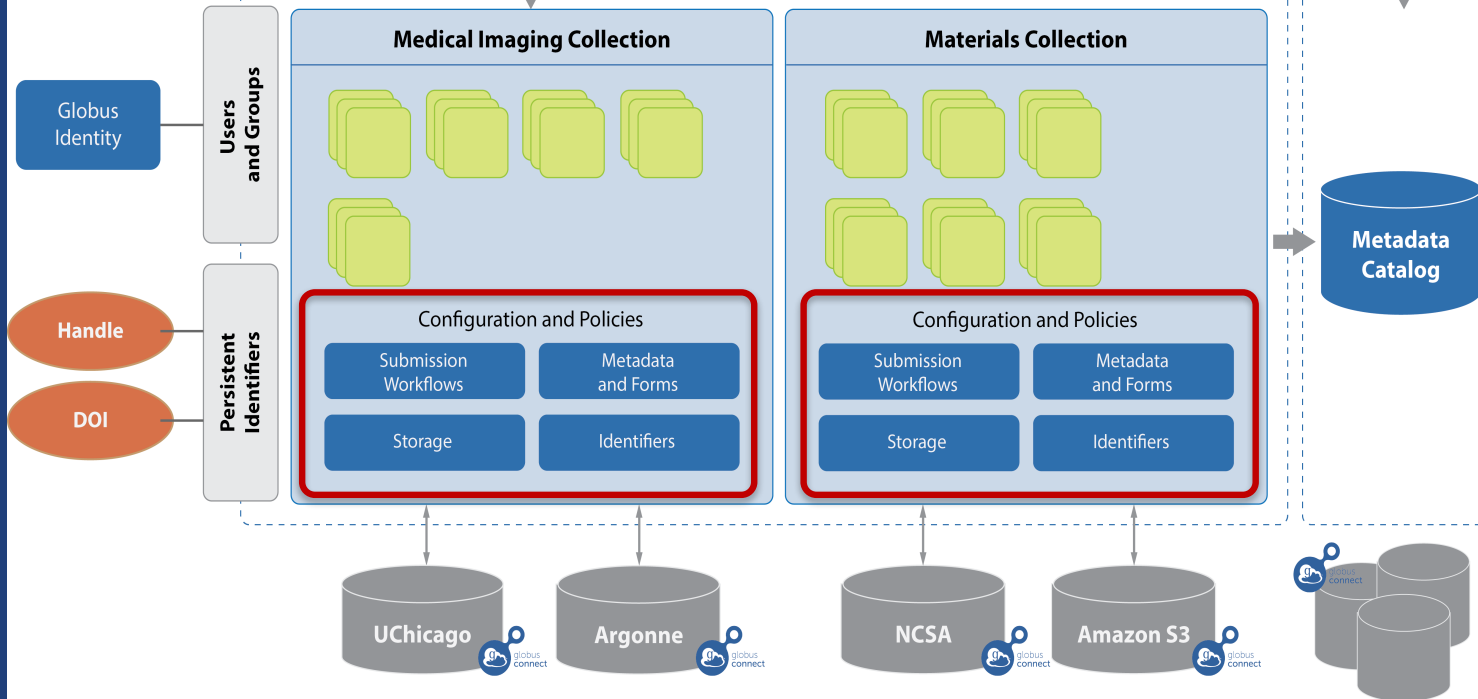 Medical Imaging Collection
Materials Collection
Globus
Identity
Users
and Groups
Metadata
Catalog
Handle
DOI
Persistent
Identifiers
Configuration and Policies
Submission
Workflows
Metadata
and Forms
Storage
Identifiers
Configuration and Policies
Submission
Workflows
Metadata
and Forms
Storage
Identifiers
UChicago
g
globus
connect
Argonne
g
globus
connect
NCSA
g
globus
connect
Amazon S3
g
globus
connect
g
globus
connect